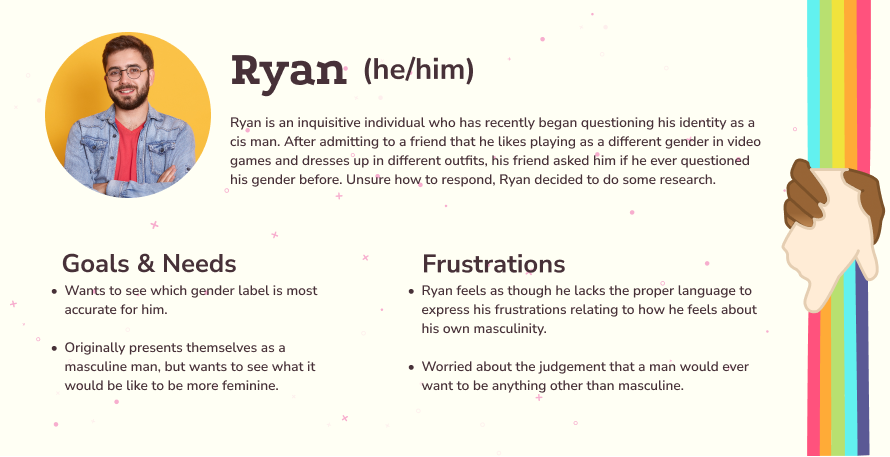 Ryan (he/him)
Ryan is an inquisitive individual who has recently began questioning his identity as a
cis man. After admitting to a friend that he likes playing as a different gender in video
games and dresses up in different outfits, his friend asked him if he ever questioned
his gender before. Unsure how to respond, Ryan decided to do some research.
Goals & Needs
• Wants to see which gender label is most
accurate for him.
• Originally presents themselves as a
masculine man, but wants to see what it
would be like to be more feminine.
Frustrations
• Ryan feels as though he lacks the proper language to
express his frustrations relating to how he feels about
his own masculinity.
• Worried about the judgement that a man would ever
want to be anything other than masculine.